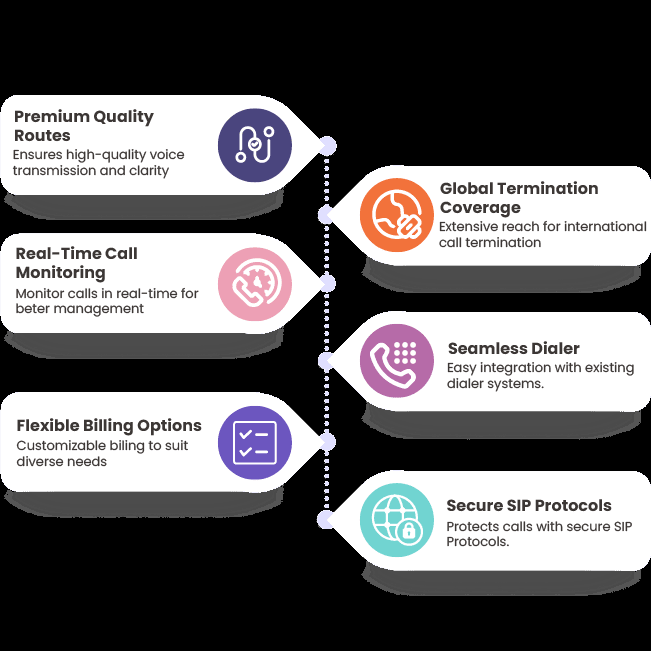 Premium Quality
Routes
Ensures high-quality voice
transmission and clarity
Global Termination
Coverage
Extensive reach for international
call termination
Real-Time Call
Monitoring
Monitor calls in real-time for
beter management
Seamless Dialer
Easy integration with existing
dialer systems.
Flexible Billing Options
Customizable biling to suit
diverse needs
Secure SIP Protocols
Protects calls with secure SIP
Protocols.